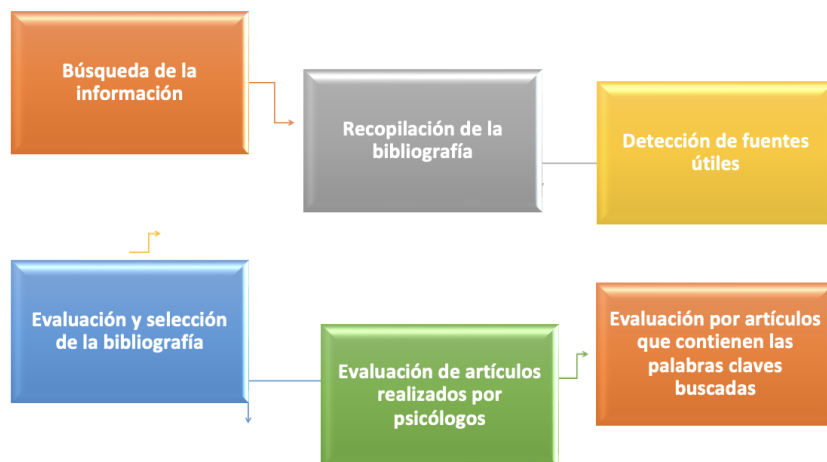 Búsqueda de la
información
Recopilación de la
bibliografía
Detección de fuentes
útiles
Evaluación y selección
de la bibliografía
Evaluación de artículos
realizados por
psicólogos
Evaluación por artículos
que contienen las
palabras claves
buscadas